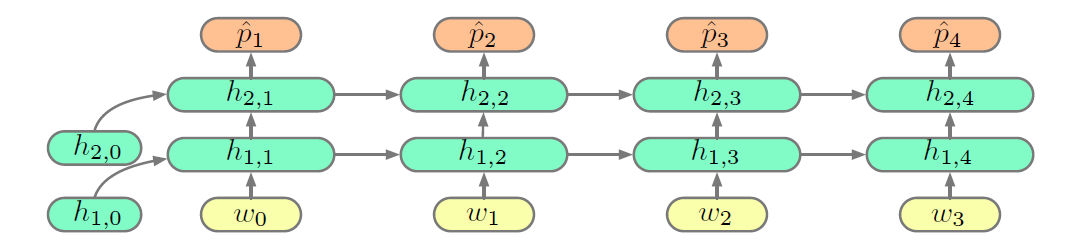 p̂₁ p̂₂ p̂₃ p̂₄
h₂,₁ h₂,₂ h₂,₃ h₂,₄
h₂,₀
h₁,₁ h₁,₂ h₁,₃ h₁,₄
h₁,₀ w₀ w₁ w₂ w₃